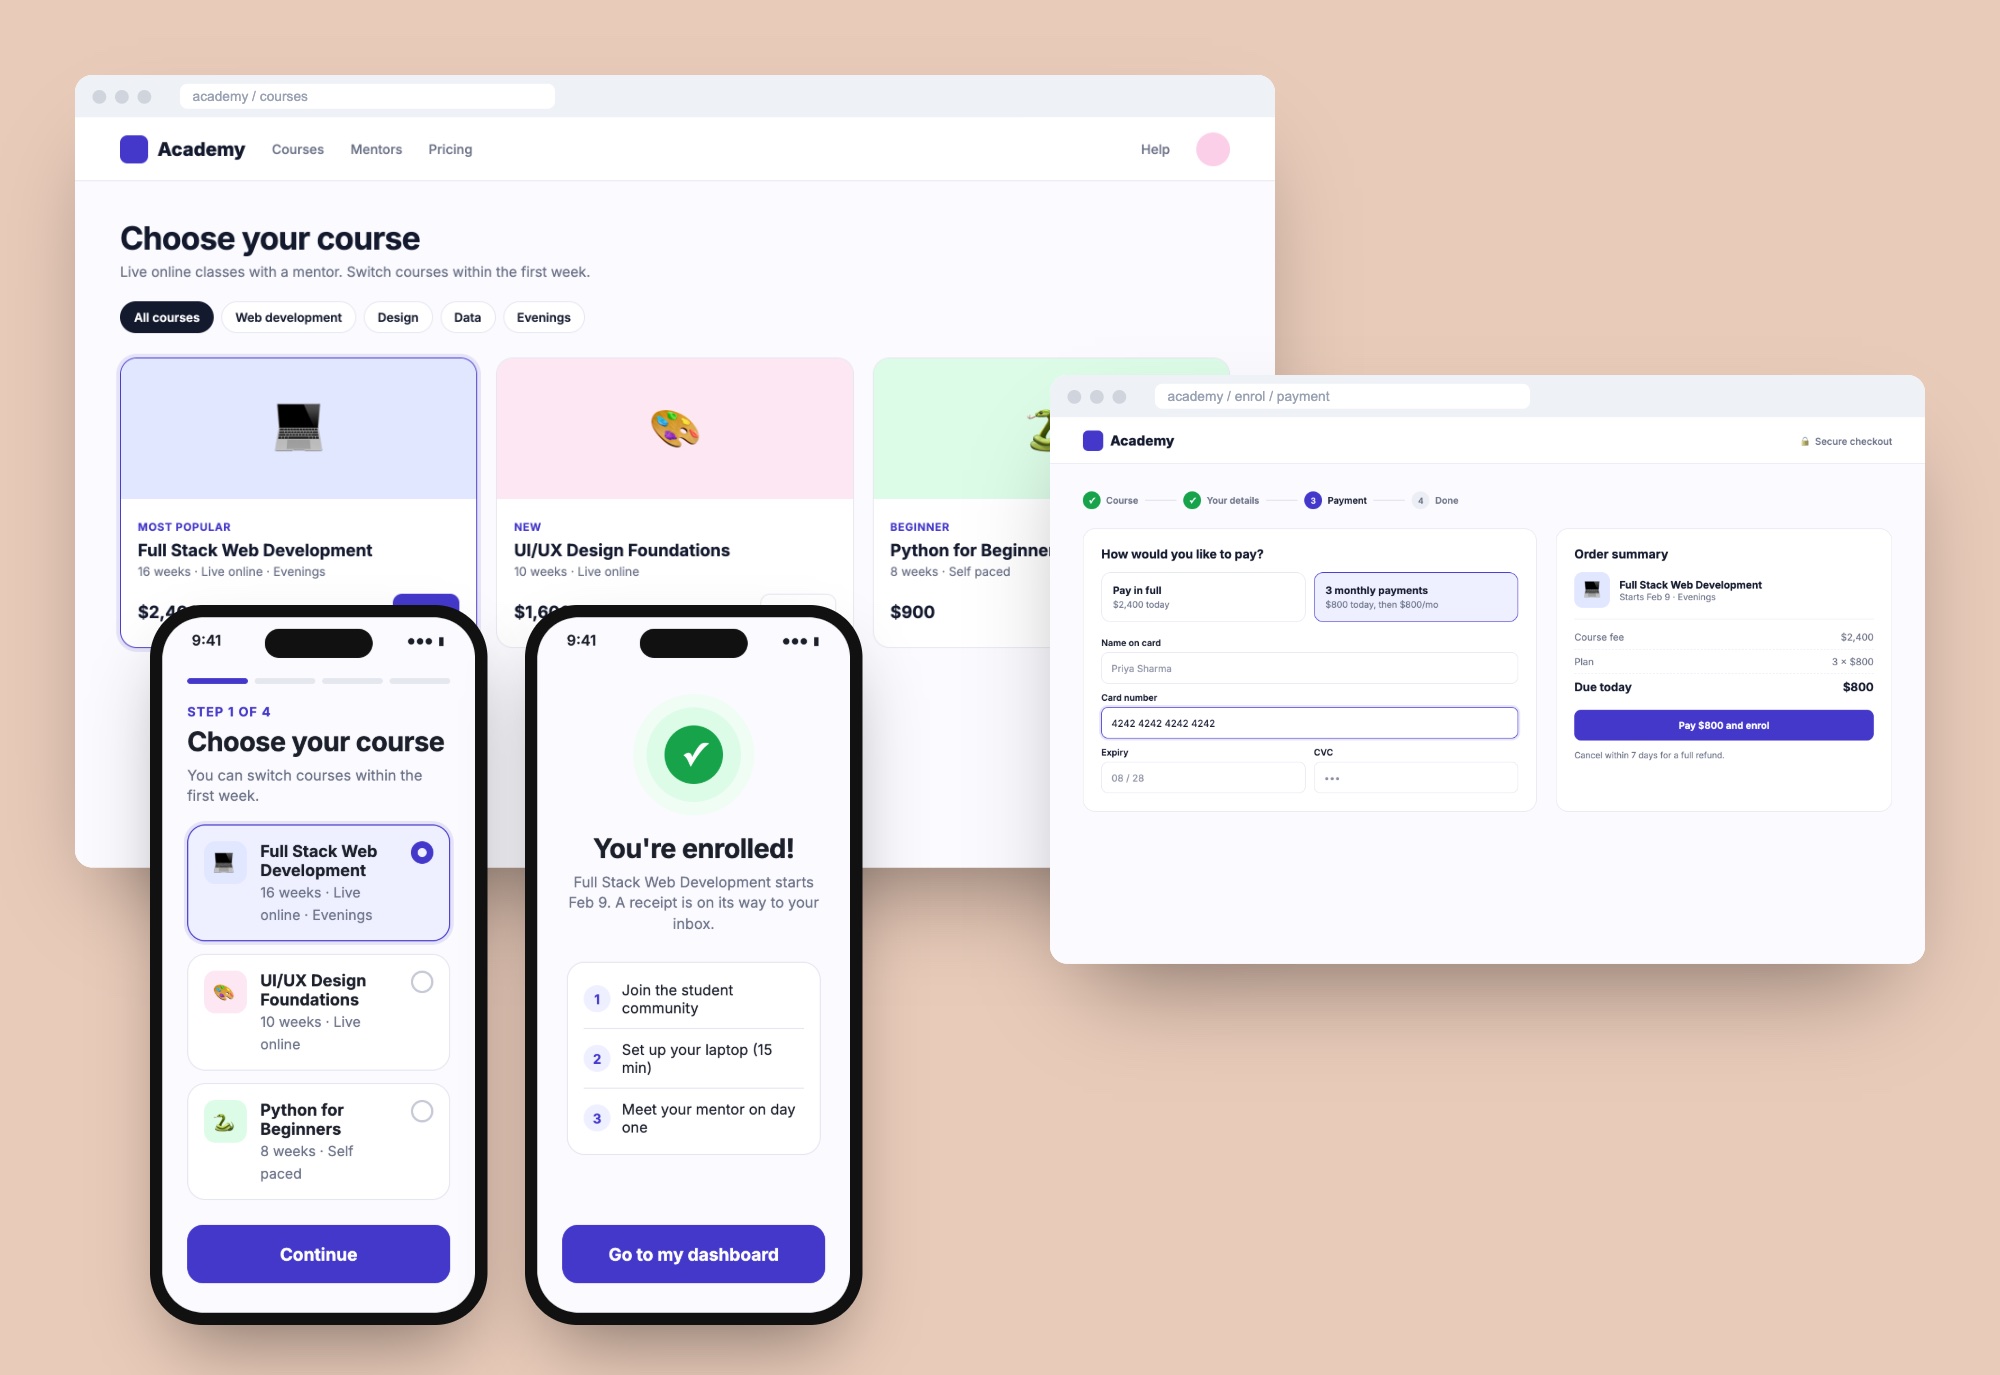 academy / courses
Academy
Courses
Mentors
Pricing
Help
Choose your course
Live online classes with a mentor. Switch courses within the first week.
All courses
Web development
Design
Data
Evenings
MOST POPULAR
Full Stack Web Development
16 weeks · Live online · Evenings
NEW
UI/UX Design Foundations
10 weeks · Live online
$1,60
BEGINNER
Python for Beginner
8 weeks · Self paced
$900
academy / enrol / payment
Academy
Secure checkout
✓ Course
✓ Your details
3 Payment
4 Done
How would you like to pay?
Pay in full
$2,400 today
3 monthly payments
$800 today, then $800/mo
Name on card
Priya Sharma
Card number
4242 4242 4242 4242
Expiry
CVC
08 / 28
•••
Order summary
Full Stack Web Development
Starts Feb 9 · Evenings
Course fee $2,400
Plan 3 × $800
Due today $800
Pay $800 and enrol
Cancel within 7 days for a full refund.
9:41
STEP 1 OF 4
Choose your course
You can switch courses within the
first week.
Full Stack Web
Development
16 weeks · Live
online · Evenings
UI/UX Design
Foundations
10 weeks · Live
online
Python for
Beginners
8 weeks · Self
paced
Continue
9:41
You're enrolled!
Full Stack Web Development starts
Feb 9. A receipt is on its way to your
inbox.
1 Join the student
community
2 Set up your laptop (15
min)
3 Meet your mentor on day
one
Go to my dashboard